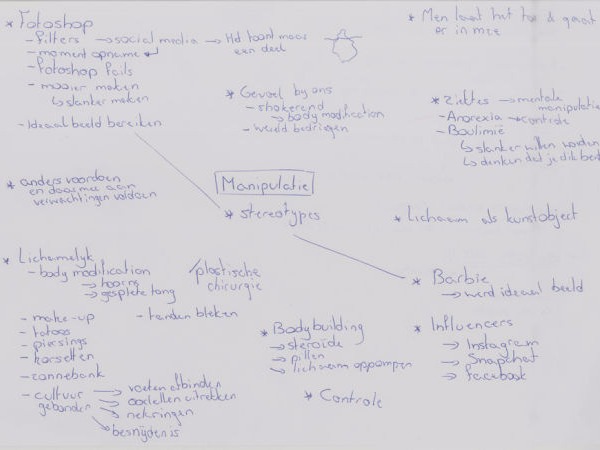 * Fotoshop
- filters → social media → Het toont maar een deel
- moment opname
- Fotoshop fails
- mooier maken
↳ slanker maken
- Ideaal beeld bereiken
* Men laat het toe & gaat er in mee
* Gevoel bij ons
- shokerend
→ body modification
- wereld bedriegen
* Ziektes → mentale manipulatie
- Anorexia → controle
- Boulimie
↳ slanker willen worden
↳ denken dat je dik bent
* anders voordoen
en daarmee aan
verwachtingen voldoen
Manipulatie
* stereotypes
* Lichaam als kunstobject
* Lichamelijk
- body modification
→ hoorns
→ gesplete tong
plastische
chirurgie
- make-up
- tanden bleken
- tatoos
- piersings
- korsetten
- zonnebank
- cultuur
gebonden
→ voeten afbinden
→ oorlellen uitrekken
→ nekringen
→ besnijdenis
* Bodybuilding
→ steroïde
→ pillen
→ lichaam oppompen
* Controle
* Barbie
→ werd ideaal beeld
* Influencers
→ Instagram
→ Snapchat
→ facebook